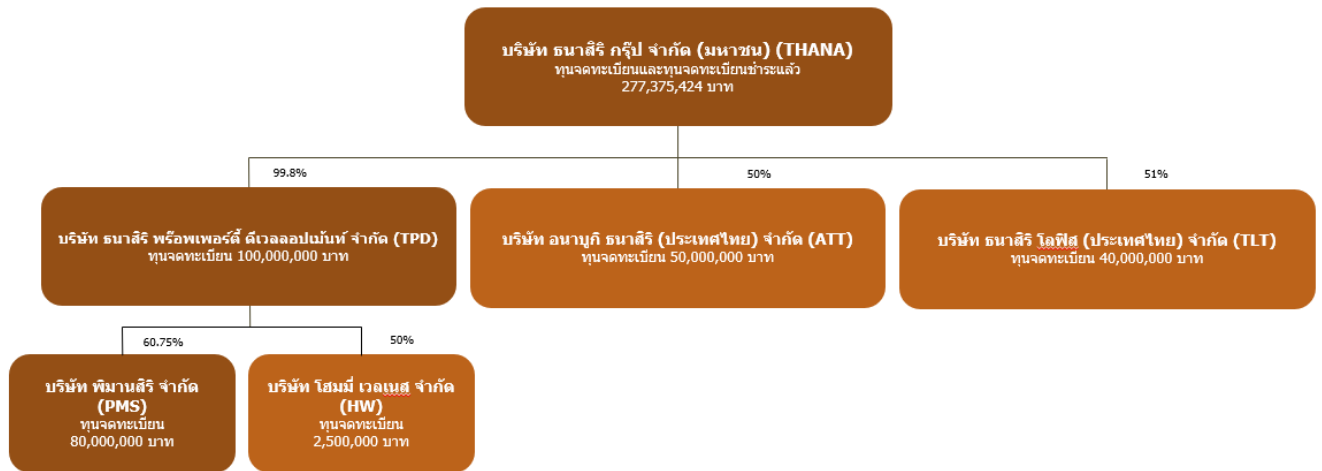 บริษัท ธนาสิริ กรุ๊ป จำกัด (มหาชน) (THANA)
ทุนจดทะเบียนและทุนจดทะเบียนชำระแล้ว
277,375,424 บาท
99.8%
50%
51%
บริษัท ธนาสิริ พร๊อพเพอร์ตี้ ดีเวลลอปเม้นท์ จำกัด (TPD)
ทุนจดทะเบียน 100,000,000 บาท
บริษัท อนาบูกิ ธนาสิริ (ประเทศไทย) จำกัด (ATT)
ทุนจดทะเบียน 50,000,000 บาท
บริษัท ธนาสิริ โลฟิส (ประเทศไทย) จำกัด (TLT)
ทุนจดทะเบียน 40,000,000 บาท
60.75%
50%
บริษัท พิมานสิริ จำกัด
(PMS)
ทุนจดทะเบียน
80,000,000 บาท
บริษัท โฮมมี่ เวลเนส จำกัด
(HW)
ทุนจดทะเบียน
2,500,000 บาท